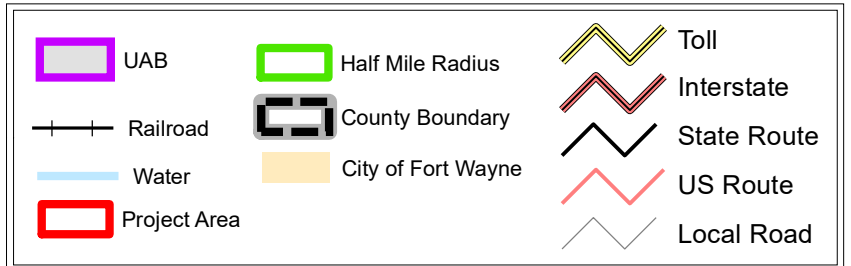 UAB
Railroad
Water
Project Area
Half Mile Radius
County Boundary
City of Fort Wayne
Toll
Interstate
State Route
US Route
Local Road